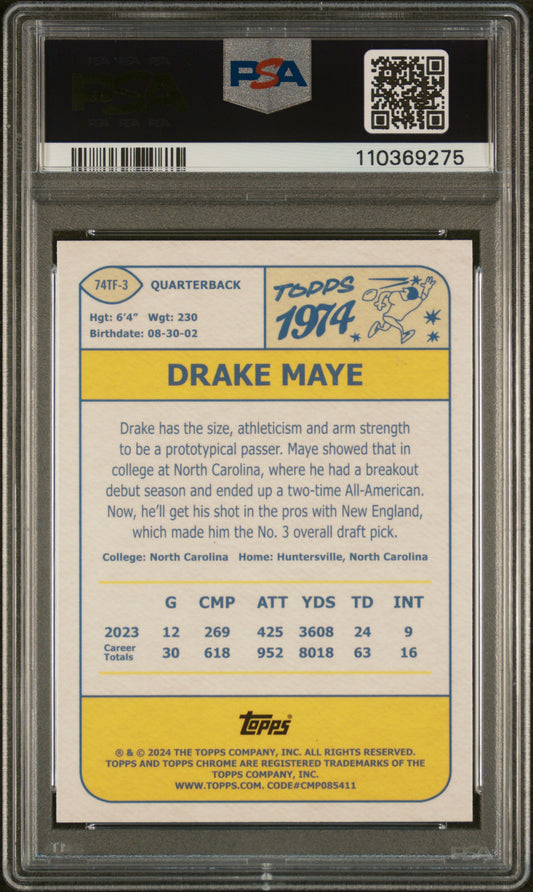 PSA
110369275
74TF-3 QUARTERBACK
Hgt: 6'4" Wgt: 230
Birthdate: 08-30-02
TOPPS
1974
DRAKE MAYE
Drake has the size, athleticism and arm strength
to be a prototypical passer. Maye showed that in
college at North Carolina, where he had a breakout
debut season and ended up a two-time All-American.
Now, he'll get his shot in the pros with New England,
which made him the No. 3 overall draft pick.
College: North Carolina Home: Huntersville, North Carolina
G CMP ATT YDS TD INT
2023 12 269 425 3608 24 9
Career
Totals 30 618 952 8018 63 16
topps®
® & © 2024 THE TOPPS COMPANY, INC. ALL RIGHTS RESERVED.
TOPPS AND TOPPS CHROME ARE REGISTERED TRADEMARKS OF THE
TOPPS COMPANY, INC.
WWW.TOPPS.COM. CODE#CMP085411
PSA